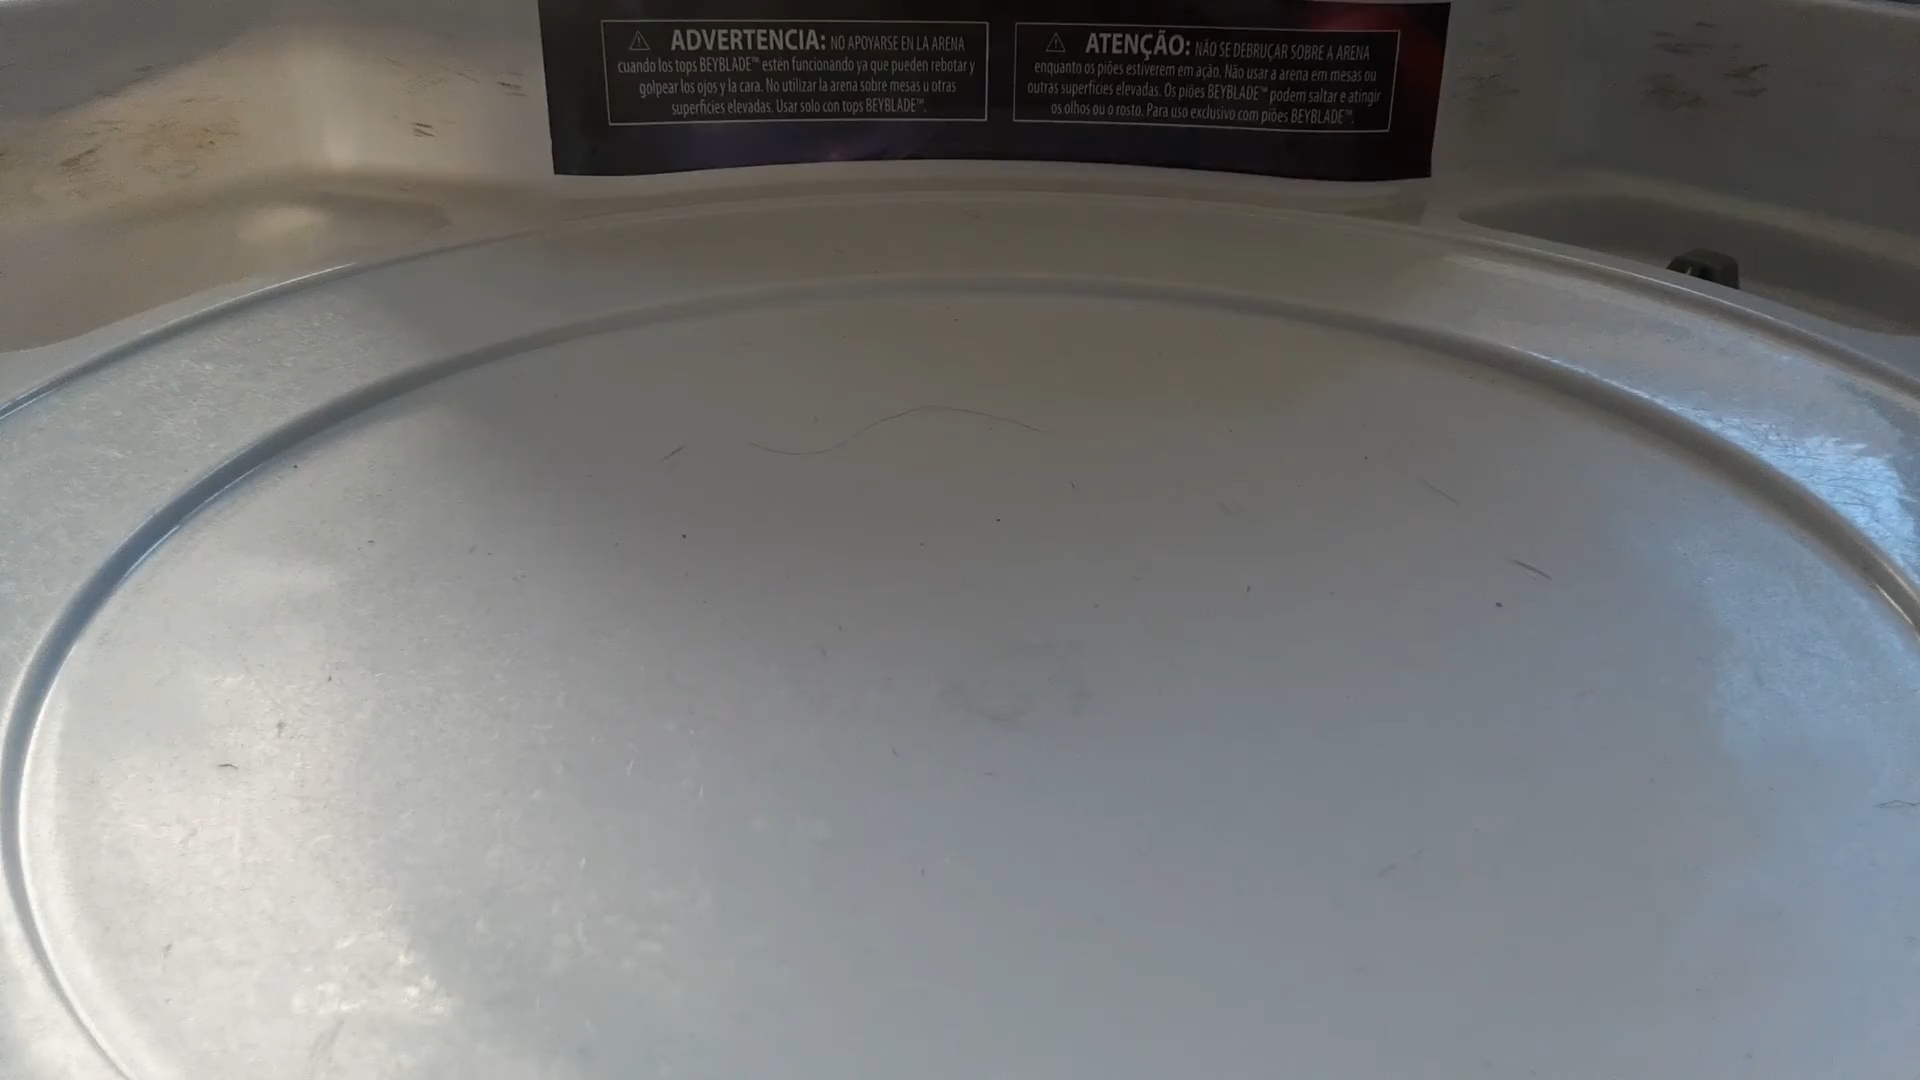 ADVERTENCIA: NO APOYARSE EN LA ARENA
cuando los tops BEYBLADE™ estén funcionando ya que pueden rebotar y
golpear los ojos y la cara. No utilizar la arena sobre mesas u otras
superficies elevadas. Usar solo con tops BEYBLADE™.
ATENÇÃO: NÃO SE DEBRUÇAR SOBRE A ARENA
enquanto os piões estiverem em ação. Não usar a arena em mesas ou
outras superfícies elevadas. Os piões BEYBLADE™ podem saltar e atingir
os olhos ou o rosto. Para uso exclusivo com piões BEYBLADE™.